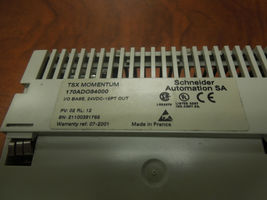 TSX MOMENTUM
170ADO34000
I/O BASE, 24VDC-16PT OUT
PV: 02 RL: 12
SN: 21100391768
Warranty ref: 07-2001
Schneider
Automation SA
Made in France